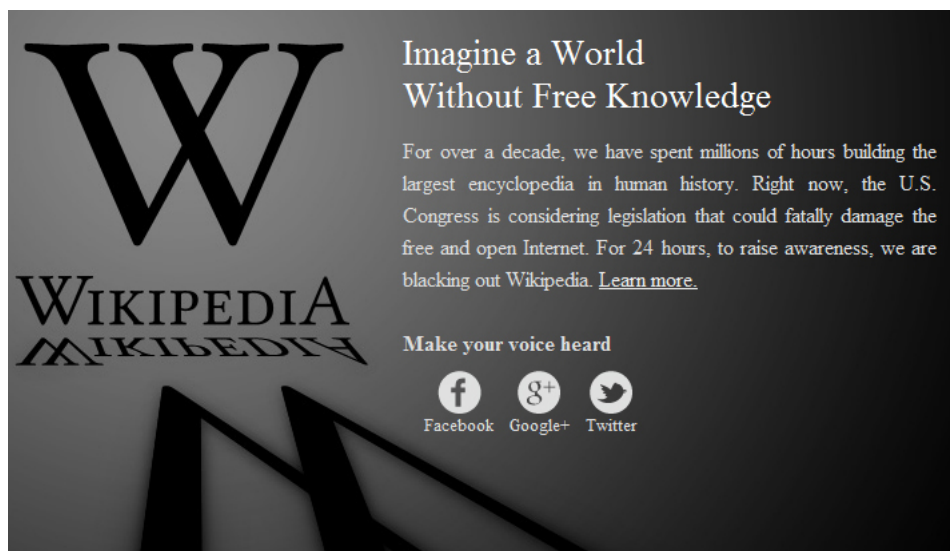 W
WIKIPEDIA
Imagine a World
Without Free Knowledge
For over a decade, we have spent millions of hours building the
largest encyclopedia in human history. Right now, the U.S.
Congress is considering legislation that could fatally damage the
free and open Internet. For 24 hours, to raise awareness, we are
blacking out Wikipedia. Learn more.
Make your voice heard
Facebook Google+ Twitter